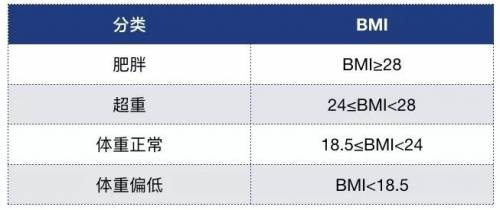 分类 BMI
肥胖 BMI≥28
超重 24≤BMI<28
体重正常 18.5≤BMI<24
体重偏低 BMI<18.5